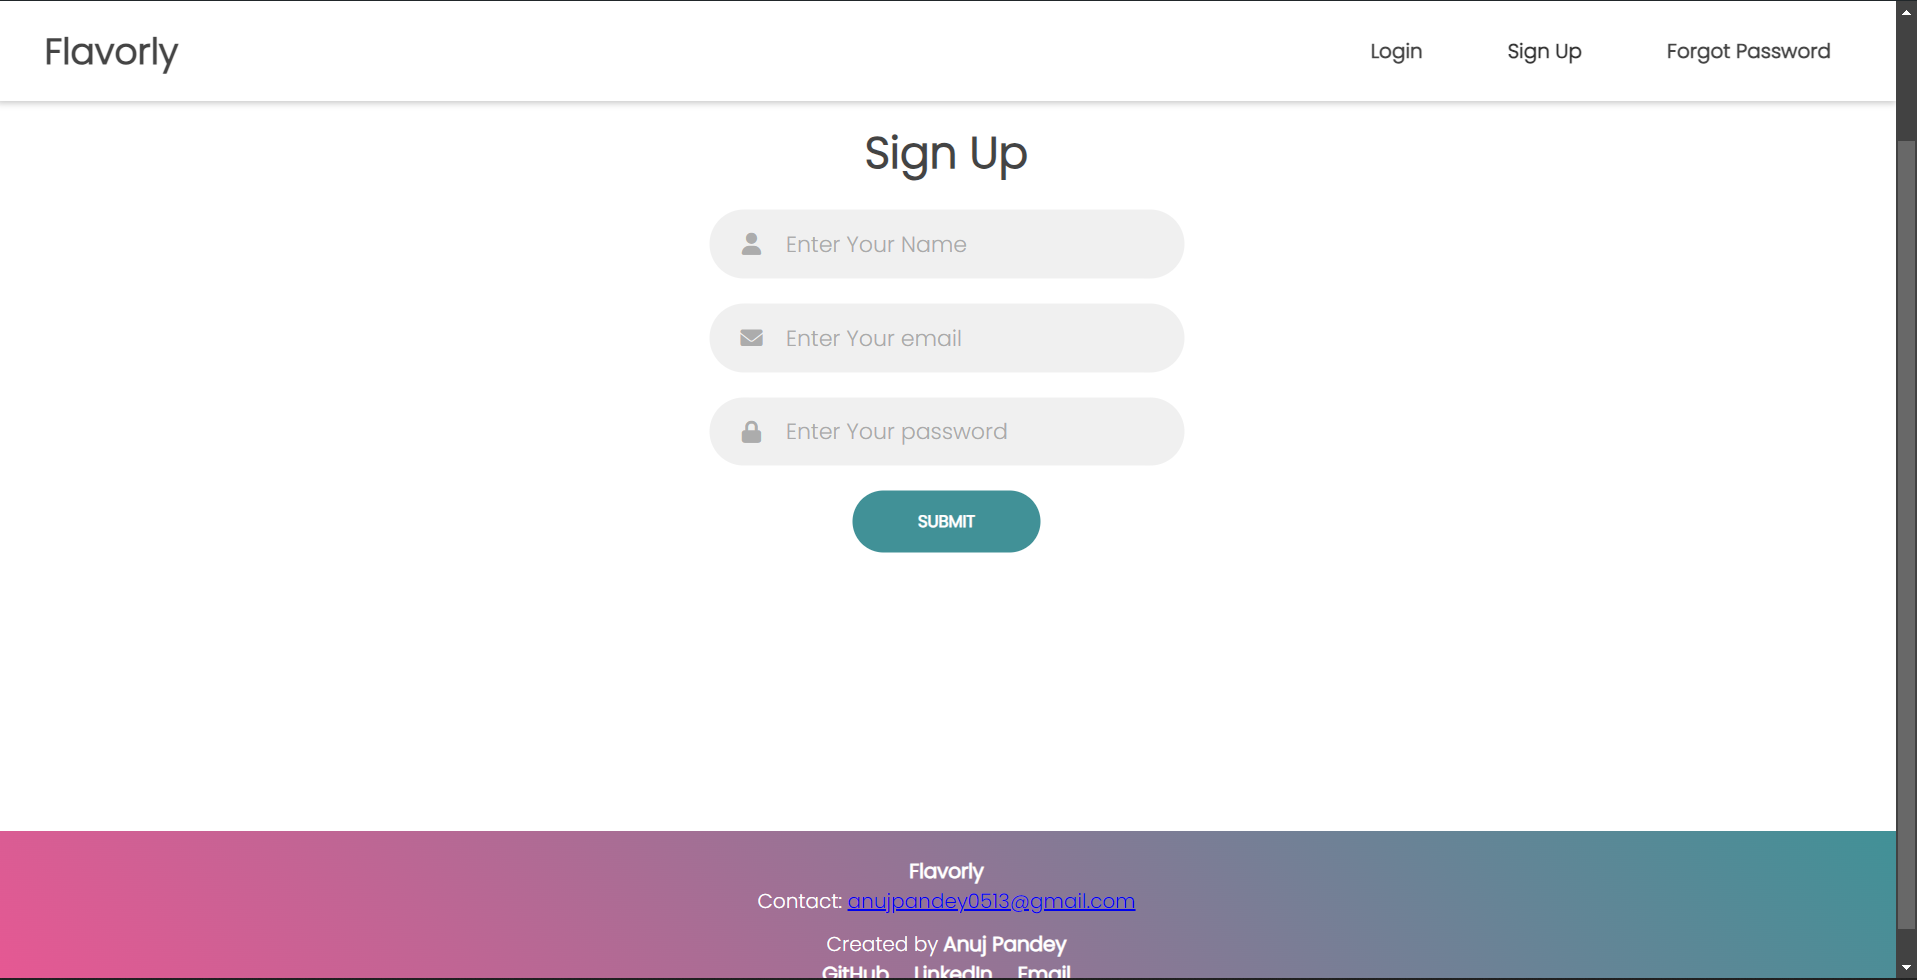 Flavorly Login Sign Up Forgot Password
Sign Up
Enter Your Name
Enter Your email
Enter Your password
SUBMIT
Flavorly
Contact: anujpandey0513@gmail.com
Created by Anuj Pandey
GitHub LinkedIn Email